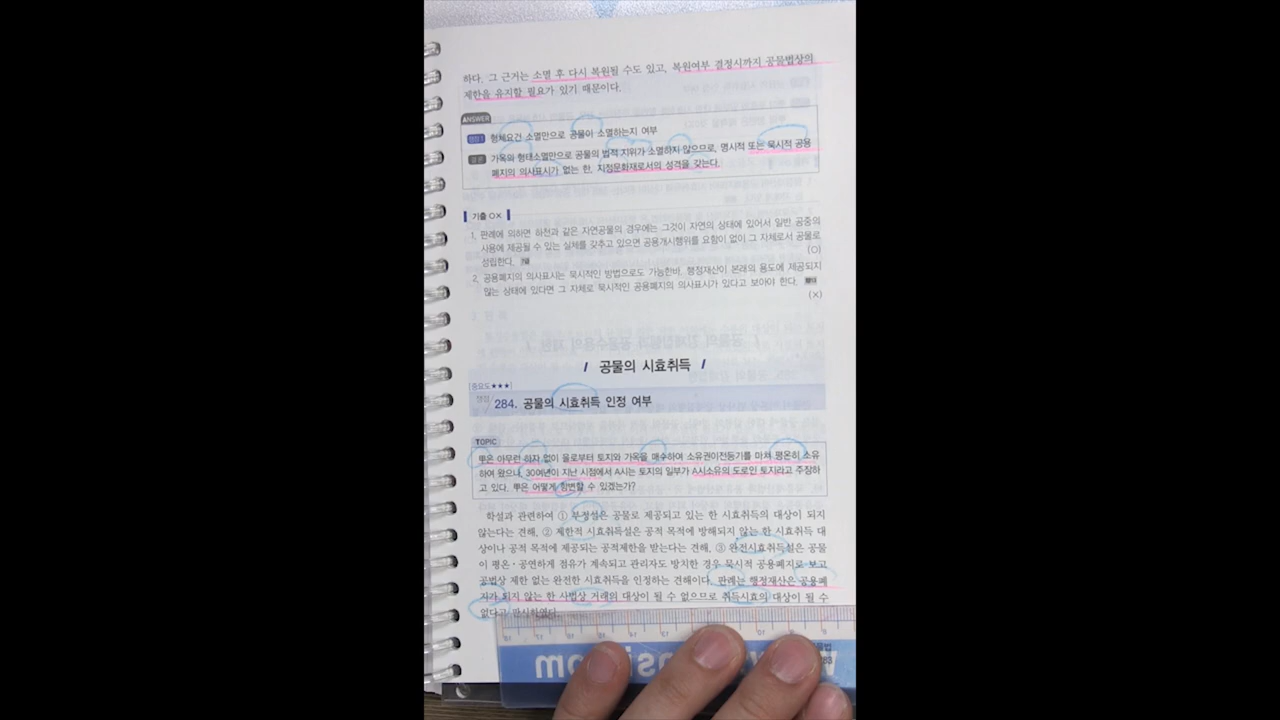 하다. 그 근거는 소멸 후 다시 복원될 수도 있고, 복원여부 결정시까지 공물법상의
제한을 유지할 필요가 있기 때문이다.
ANSWER
쟁점1 형체요건 소멸만으로 공물이 소멸하는지 여부
결론 가옥의 형태소멸만으로 공물의 법적 지위가 소멸하지 않으므로, 명시적 또는 묵시적 공용
폐지의 의사표시가 없는 한, 지정문화재로서의 성격을 갖는다.
기출 O×
1. 판례에 의하면 하천과 같은 자연공물의 경우에는 그것이 자연의 상태에 있어서 일반 공중의
사용에 제공될 수 있는 실체를 갖추고 있으면 공용개시행위를 요함이 없이 그 자체로서 공물로
성립한다.
(O)
2. 공용폐지의 의사표시는 묵시적인 방법으로도 가능한바, 행정재산이 본래의 용도에 제공되지
않는 상태에 있다면 그 자체로 묵시적인 공용폐지의 의사표시가 있다고 보아야 한다.
(×)
/ 공물의 시효취득 /
[중요도★★★]
쟁점 284. 공물의 시효취득 인정 여부
TOPIC
甲은 아무런 하자 없이 乙로부터 토지와 가옥을 매수하여 소유권이전등기를 마쳐 평온히 소유
하여 왔으나, 30여년이 지난 시점에서 A시는 토지의 일부가 A시소유의 도로인 토지라고 주장하
고 있다. 甲은 어떻게 항변할 수 있겠는가?
학설과 관련하여 ① 부정설은 공물로 제공되고 있는 한 시효취득의 대상이 되지
않는다는 견해, ② 제한적 시효취득설은 공적 목적에 방해되지 않는 한 시효취득 대
상이나 공적 목적에 제공되는 공적제한을 받는다는 견해, ③ 완전시효취득설은 공물
이 평온·공연하게 점유가 계속되고 관리자도 방치한 경우 묵시적 공용폐지로 보고
공법상 제한 없는 완전한 시효취득을 인정하는 견해이다. 판례는 행정재산은 공용폐
지가 되지 않는 한 사법상 거래의 대상이 될 수 없으므로 취득시효의 대상이 될 수
없다고 판시하였다.